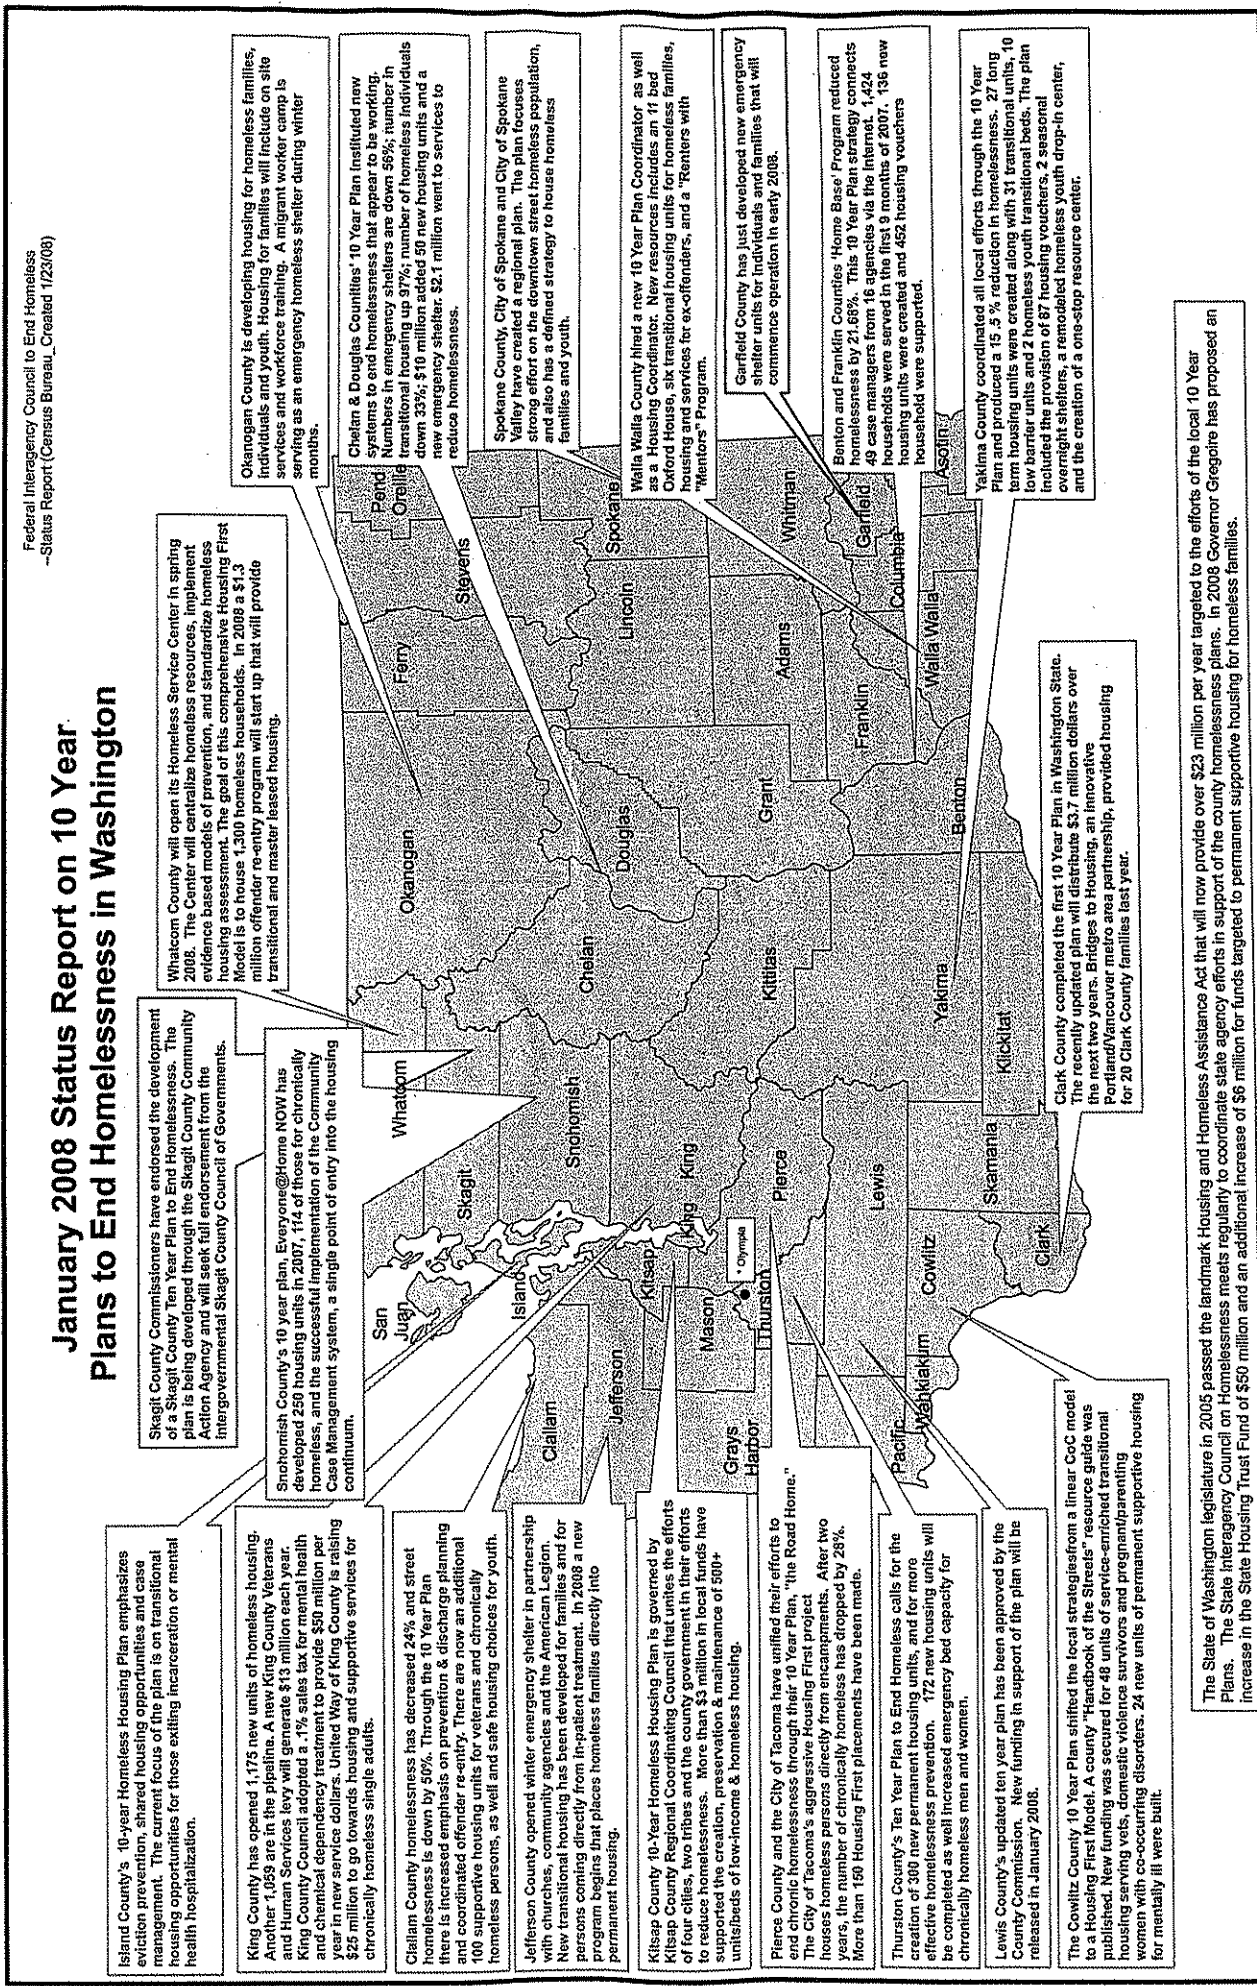 Federal Interagency Council to End Homeless
--Status Report (Census Bureau_Created 1/23/08)
January 2008 Status Report on 10 Year
Plans to End Homelessness in Washington
Island County's 10-year Homeless Housing Plan emphasizes
eviction prevention, shared housing opportunities and case
management. The current focus of the plan is on transitional
housing opportunities for those exiting incarceration or mental
health hospitalization.
King County has opened 1,175 new units of homeless housing.
Another 1,059 are in the pipeline. A new King County Veterans
and Human Services levy will generate $13 million each year.
King County Council adopted a .1% sales tax for mental health
and chemical dependency treatment to provide $50 million per
year in new service dollars. United Way of King County is raising
$25 million to go towards housing and supportive services for
chronically homeless single adults.
Clallam County homelessness has decreased 24% and street
homelessness is down by 50%. Through the 10 Year Plan
there is increased emphasis on prevention & discharge planning
and coordinated offender re-entry. There are now an additional
100 supportive housing units for veterans and chronically
homeless persons, as well and safe housing choices for youth.
Jefferson County opened winter emergency shelter in partnership
with churches, community agencies and the American Legion.
New transitional housing has been developed for families and for
persons coming directly from in-patient treatment. In 2008 a new
program begins that places homeless families directly into
permanent housing.
Kitsap County 10-Year Homeless Housing Plan is governed by
Kitsap County Regional Coordinating Council that unites the efforts
of four cities, two tribes and the county government in their efforts
to reduce homelessness. More than $3 million in local funds have
supported the creation, preservation & maintenance of 500+
units/beds of low-income & homeless housing.
Pierce County and the City of Tacoma have unified their efforts to
end chronic homelessness through their 10 Year Plan, "the Road Home."
The City of Tacoma's aggressive Housing First project
houses homeless persons directly from encampments. After two
years, the number of chronically homeless has dropped by 28%.
More than 150 Housing First placements have been made.
Thurston County's Ten Year Plan to End Homeless calls for the
creation of 300 new permanent housing units, and for more
effective homelessness prevention. 172 new housing units will
be completed as well increased emergency bed capacity for
chronically homeless men and women.
Lewis County's updated ten year plan has been approved by the
County Commission. New funding in support of the plan will be
released in January 2008.
The Cowlitz County 10 Year Plan shifted the local strategiesfrom a linear CoC model
to a Housing First Model. A county "Handbook of the Streets" resource guide was
published. New funding was secured for 48 units of service-enriched transitional
housing serving vets, domestic violence survivors and pregnant/parenting
women with co-occurring disorders. 24 new units of permanent supportive housing
for mentally ill were built.
Skagit County Commissioners have endorsed the development
of a Skagit County Ten Year Plan to End Homelessness. The
plan is being developed through the Skagit County Community
Action Agency and will seek full endorsement from the
intergovernmental Skagit County Council of Governments.
Snohomish County's 10 year plan, Everyone@Home NOW has
developed 250 housing units in 2007, 114 of those for chronically
homeless, and the successful implementation of the Community
Case Management system, a single point of entry into the housing
continuum.
Whatcom County will open its Homeless Service Center in spring
2008. The Center will centralize homeless resources, implement
evidence based models of prevention, and standardize homeless
housing assessment. The goal of this comprehensive Housing First
Model is to house 1,300 homeless households. In 2008 a $1.3
million offender re-entry program will start up that will provide
transitional and master leased housing.
Okanogan County is developing housing for homeless families,
individuals and youth. Housing for families will include on site
services and workforce training. A migrant worker camp is
serving as an emergency homeless shelter during winter
months.
Chelan & Douglas Counities' 10 Year Plan instituted new
systems to end homelessness that appear to be working.
Numbers in emergency shelters are down 56%; number in
transitional housing up 97%; number of homeless individuals
down 33%; $10 million added 50 new housing units and a
new emergency shelter. $2.1 million went to services to
reduce homelessness.
Spokane County, City of Spokane and City of Spokane
Valley have created a regional plan. The plan focuses
strong effort on the downtown street homeless population,
and also has a defined strategy to house homeless
families and youth.
Walla Walla County hired a new 10 Year Plan Coordinator as well
as a Housing Coordinator. New resources includes an 11 bed
Oxford House, six transitional housing units for homeless families,
housing and services for ex-offenders, and a "Renters with
"Mentors" Program.
Garfield County has just developed new emergency
shelter units for individuals and families that will
commence operation in early 2008.
Benton and Franklin Counties 'Home Base' Program reduced
homelessness by 21.68%. This 10 Year Plan strategy connects
49 case managers from 16 agencies via the Internet. 1,424
households were served in the first 9 months of 2007. 136 new
housing units were created and 452 housing vouchers
household were supported.
Yakima County coordinated all local efforts through the 10 Year
Plan and produced a 15.5 % reduction in homelessness. 27 long
term housing units were created along with 31 transitional units, 10
low barrier units and 2 homeless youth transitional beds. The plan
included the provision of 87 housing vouchers, 2 seasonal
overnight shelters, a remodeled homeless youth drop-in center,
and the creation of a one-stop resource center.
Clark County completed the first 10 Year Plan in Washington State.
The recently updated plan will distribute $3.7 million dollars over
the next two years. Bridges to Housing, an innovative
Portland/Vancouver metro area partnership, provided housing
for 20 Clark County families last year.
San
Juan
Whatcom
Skagit
Island
Snohomish
Clallam
Jefferson
Kitsap
King
King
Mason
Grays
Harbor
Thurston
Olympia
Pierce
Pacific
Wahkiakum
Lewis
Cowlitz
Clark
Skamania
Okanogan
Chelan
Douglas
Kittitas
Grant
Yakima
Klickitat
Benton
Ferry
Stevens
Pend
Orielle
Lincoln
Spokane
Adams
Whitman
Franklin
Walla Walla
Columbia
Garfield
Asotin
The State of Washington legislature in 2005 passed the landmark Housing and Homeless Assistance Act that will now provide over $23 million per year targeted to the efforts of the local 10 Year
Plans. The State Interagency Council on Homelessness meets regularly to coordinate state agency efforts in support of the county homelessness plans. In 2008 Governor Gregoire has proposed an
increase in the State Housing Trust Fund of $50 million and an additional increase of $6 million for funds targeted to permanent supportive housing for homeless families.